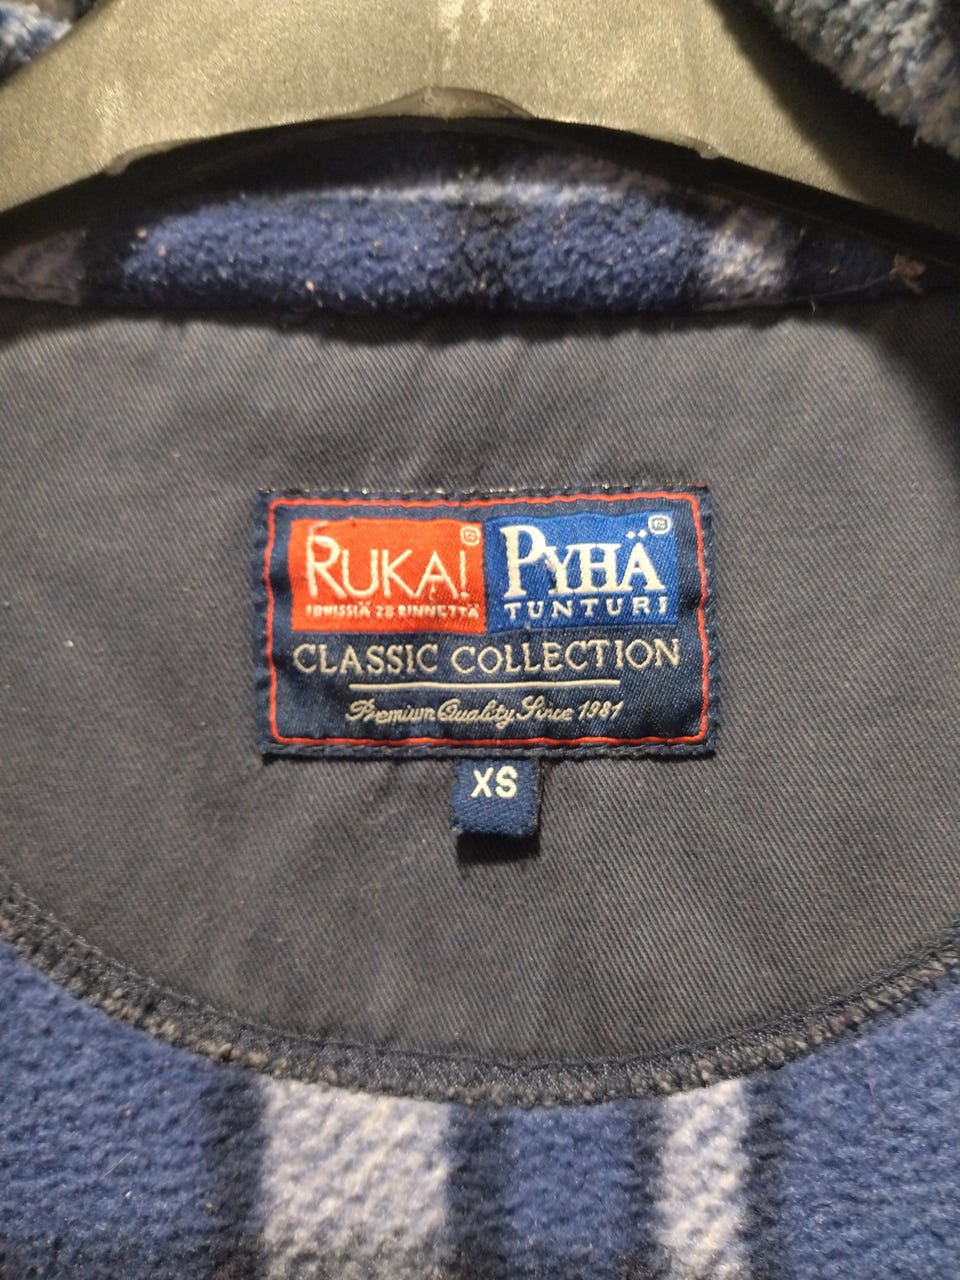 RUKA! ®
PYHÄ ®
TUNTURI
CLASSIC COLLECTION
Premium Quality Since 1981
XS